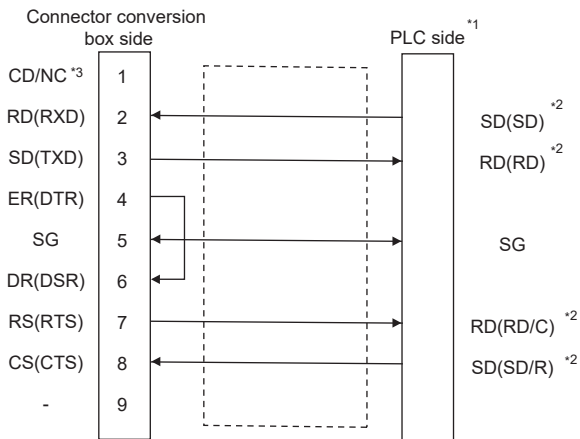 Connector conversion
box side
PLC side *1
CD/NC *3 1
RD(RXD) 2 SD(SD) *2
SD(TXD) 3 RD(RD) *2
ER(DTR) 4
SG 5 SG
DR(DSR) 6
RS(RTS) 7 RD(RD/C) *2
CS(CTS) 8 SD(SD/R) *2
- 9